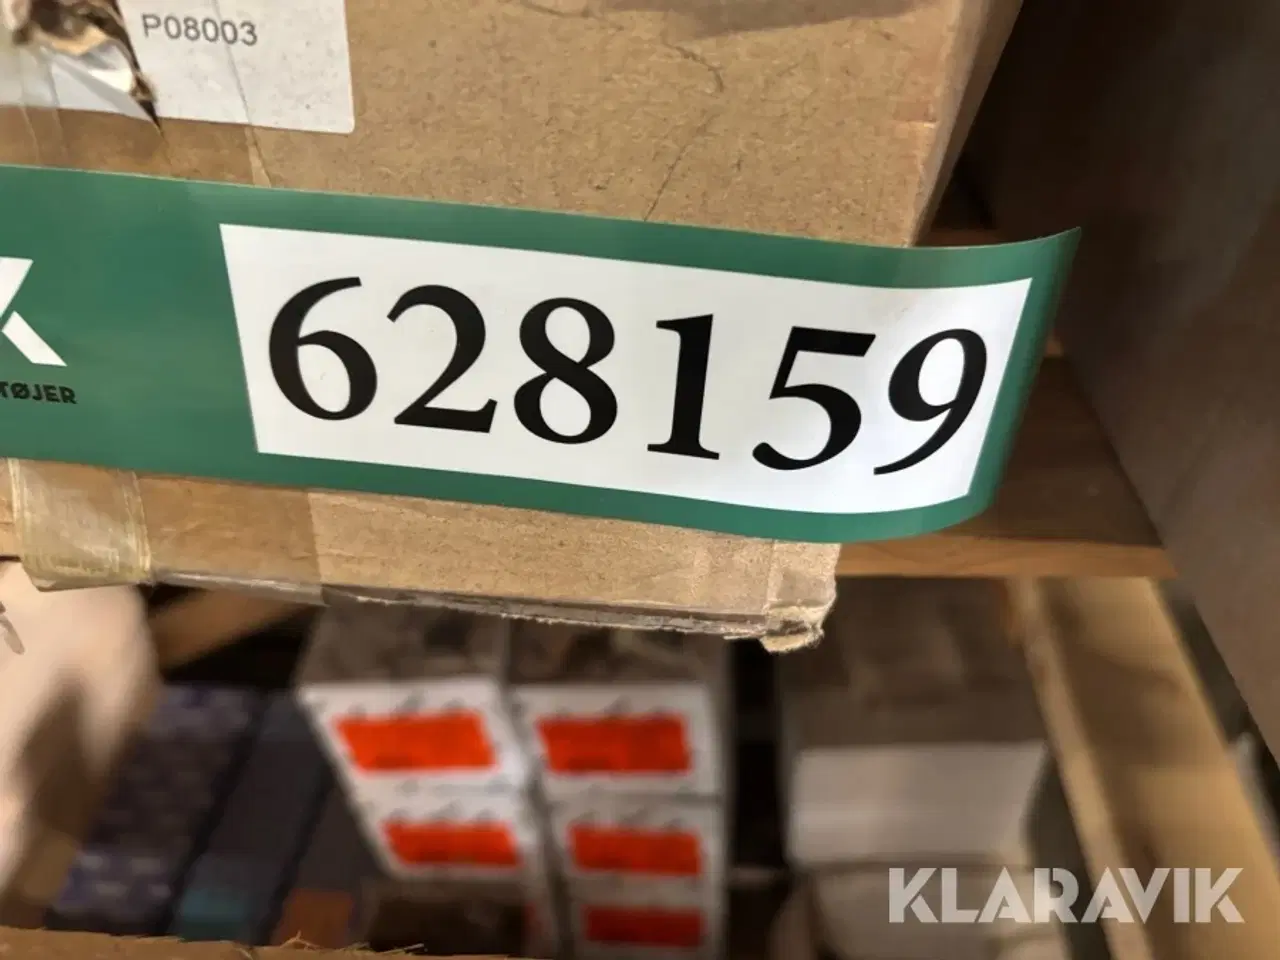 P08003
628159
TØJER
KLARAVIK